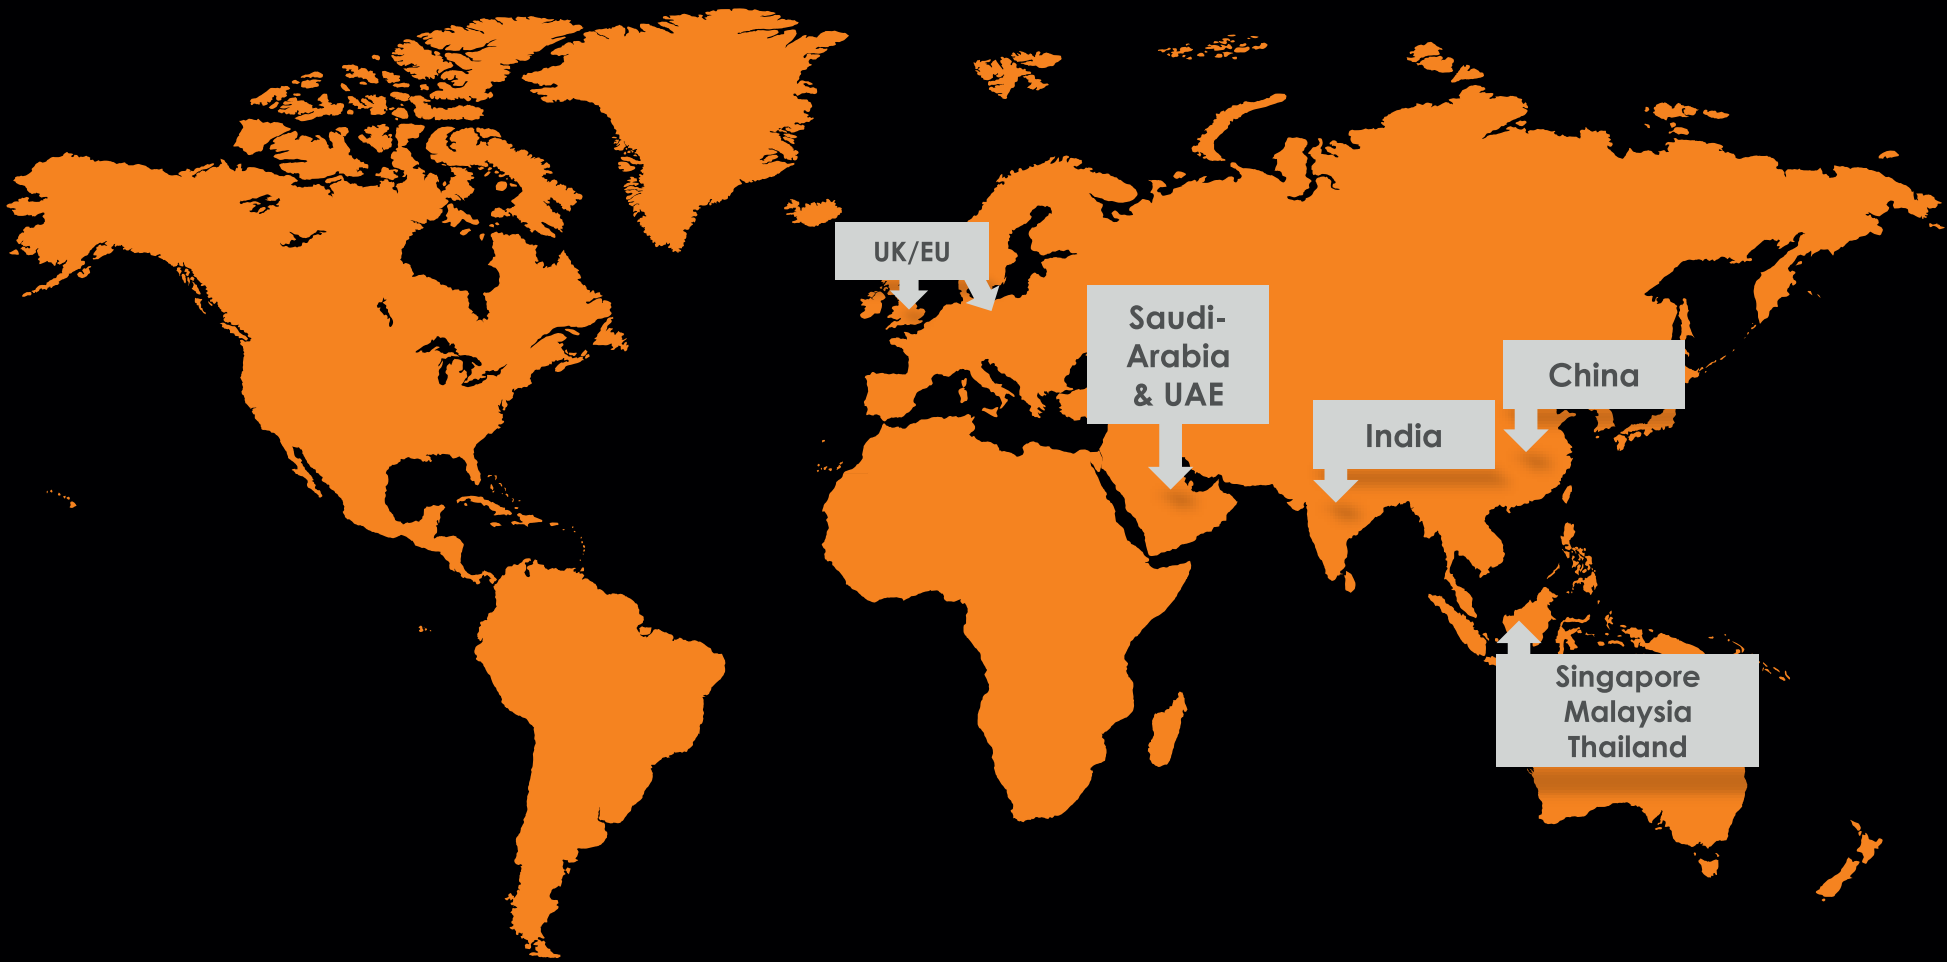 UK/EU
Saudi-
Arabia
& UAE
China
India
Singapore
Malaysia
Thailand